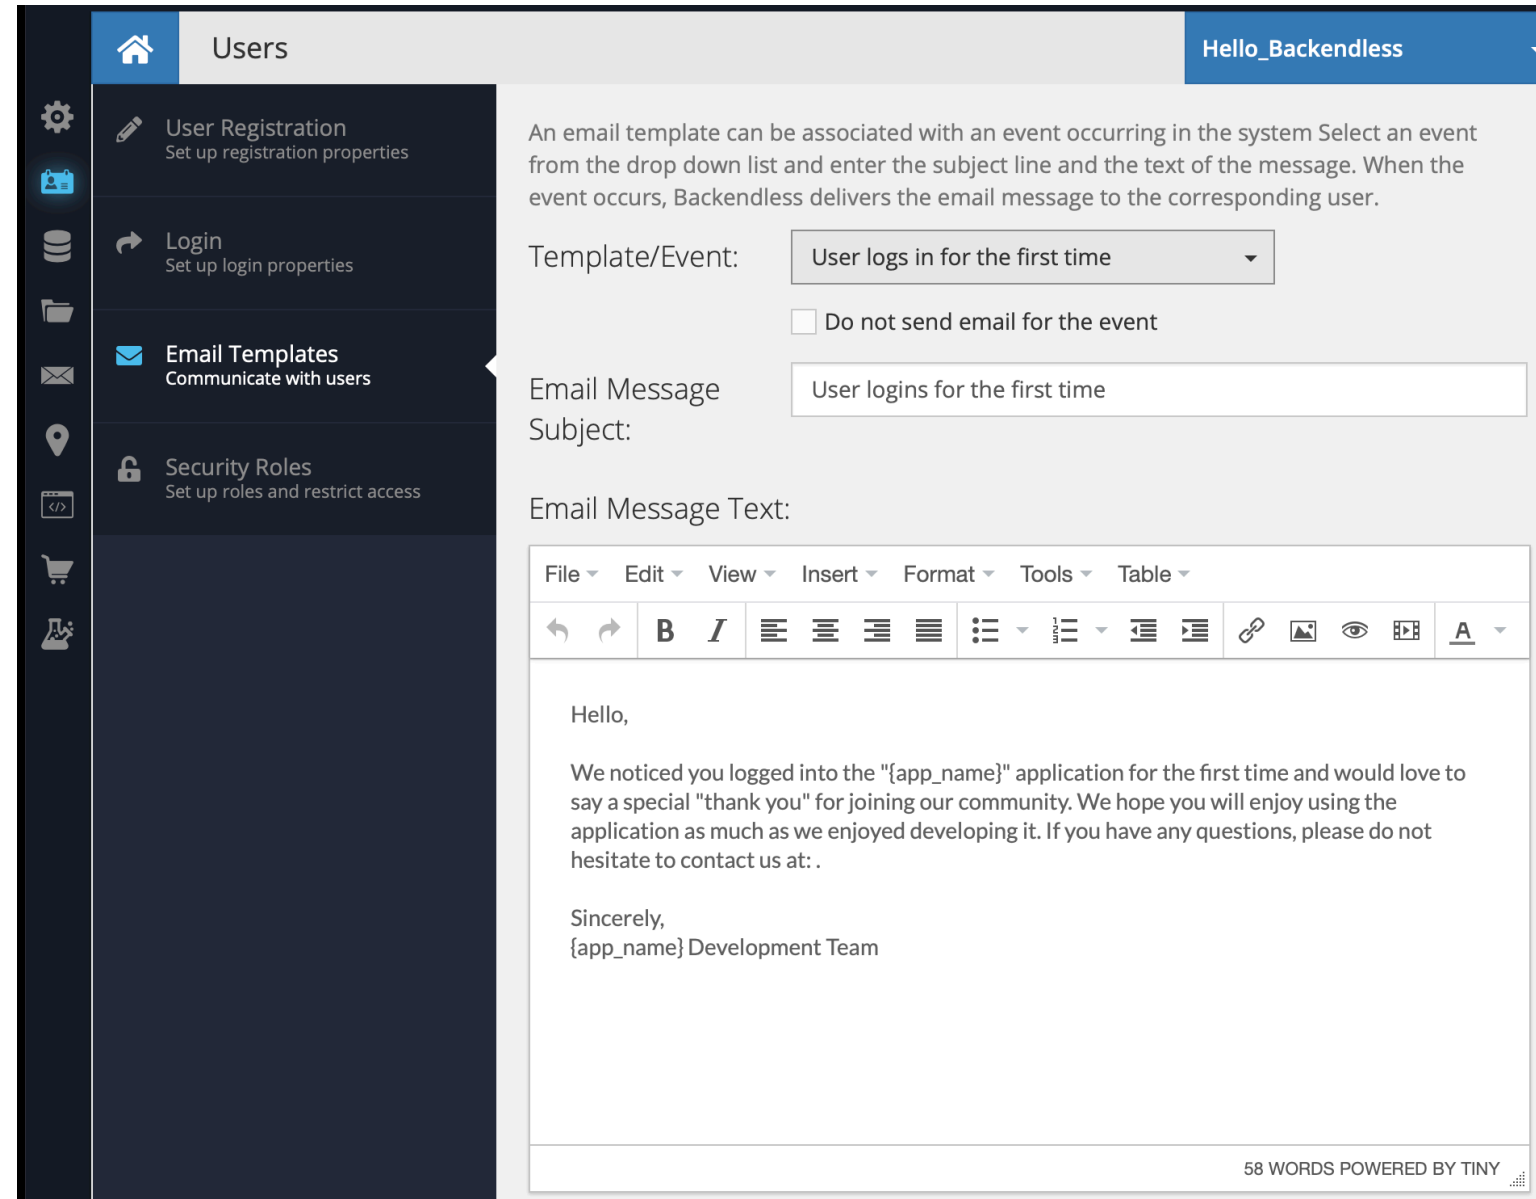 Users
Hello_Backendless
User Registration
Set up registration properties
Login
Set up login properties
Email Templates
Communicate with users
Security Roles
Set up roles and restrict access
An email template can be associated with an event occurring in the system Select an event
from the drop down list and enter the subject line and the text of the message. When the
event occurs, Backendless delivers the email message to the corresponding user.
Template/Event:
User logs in for the first time
Do not send email for the event
Email Message
Subject:
User logins for the first time
Email Message Text:
File Edit View Insert Format Tools Table
Hello,
We noticed you logged into the "{app_name}" application for the first time and would love to
say a special "thank you" for joining our community. We hope you will enjoy using the
application as much as we enjoyed developing it. If you have any questions, please do not
hesitate to contact us at: .
Sincerely,
{app_name} Development Team
58 WORDS POWERED BY TINY